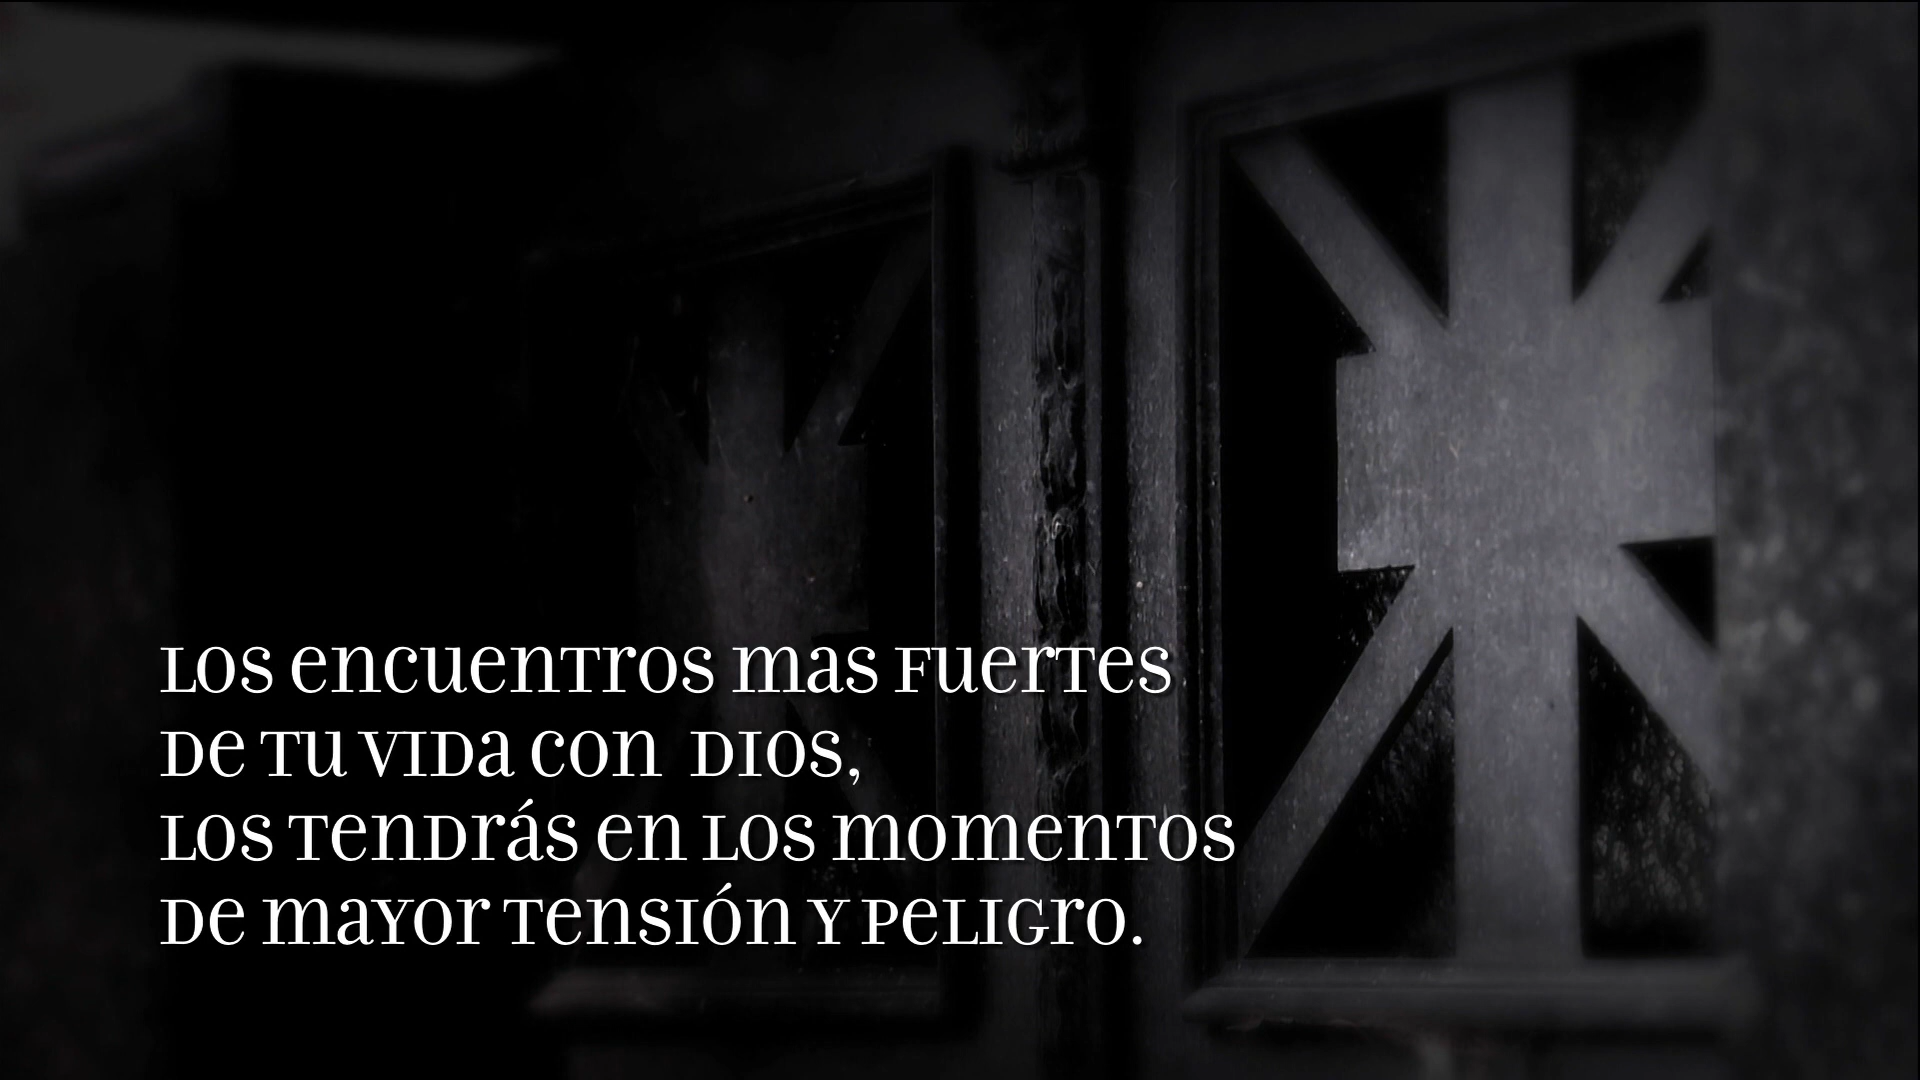 Los encuentros mas fuertes
de tu vida con  Dios,
los tendrás en los momentos
de mayor tensión y peligro.